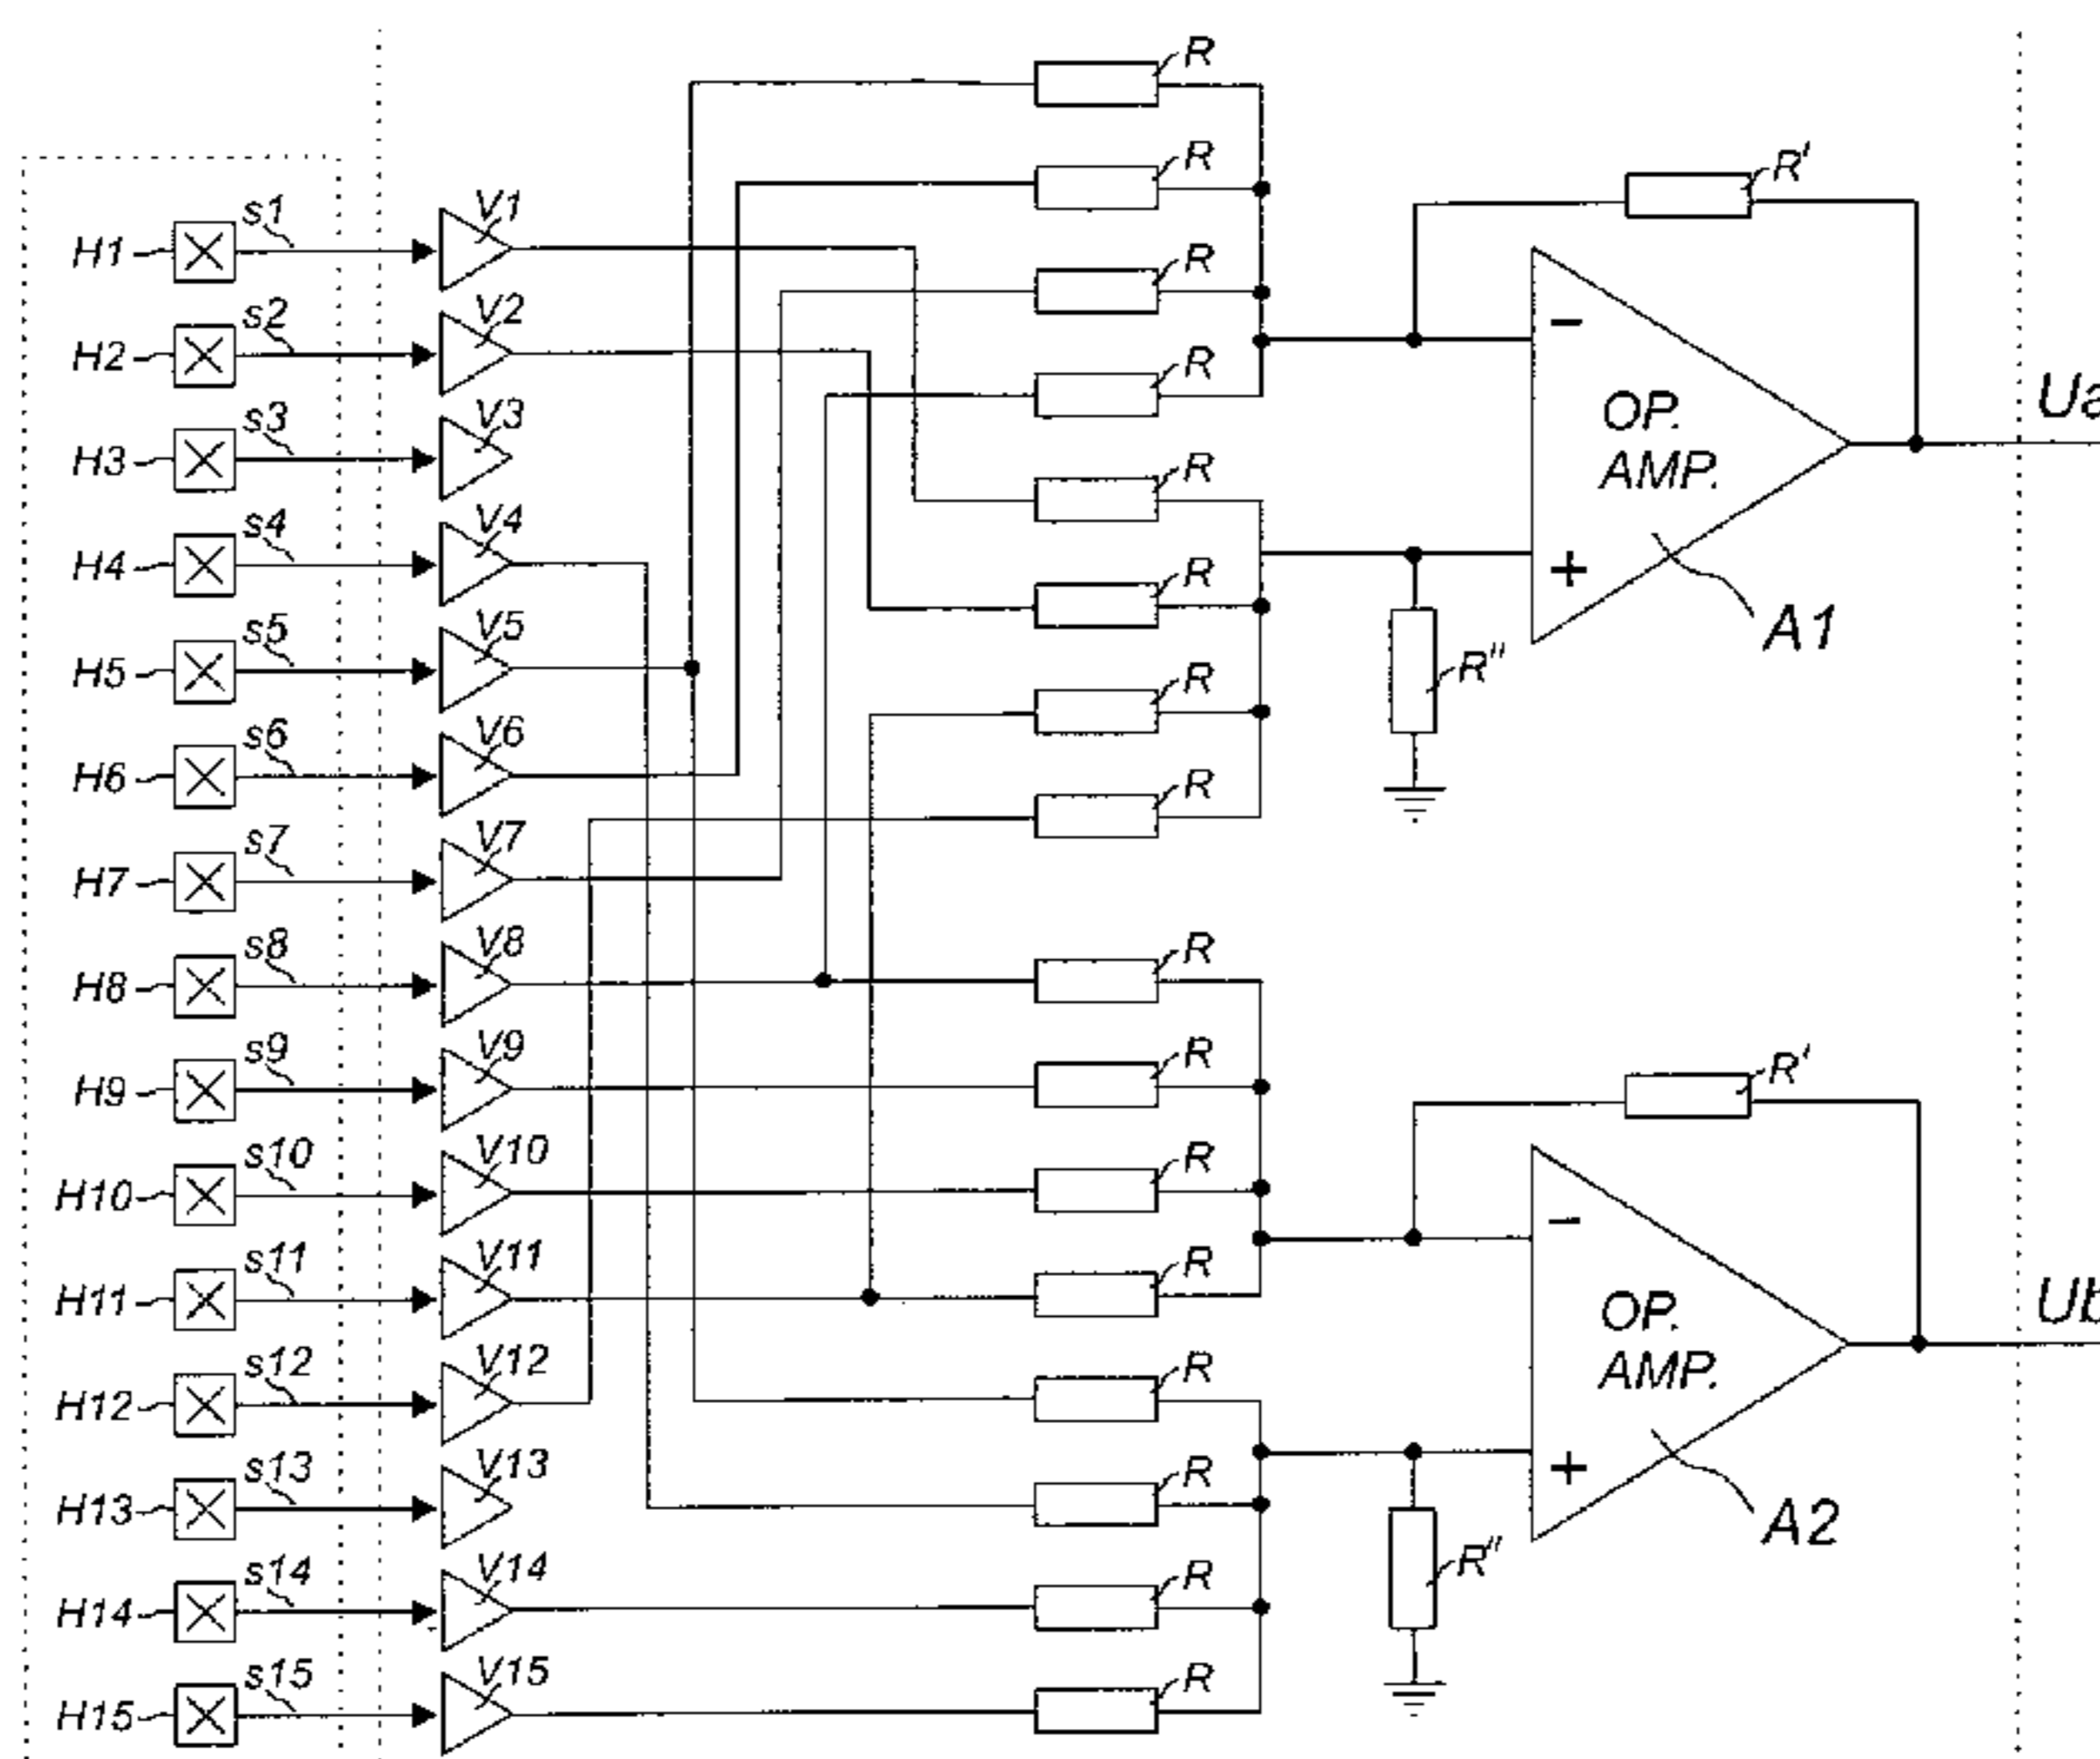 R
R
R'
s1
V1
H1
R
s2
V2
H2
R
−
s3
V3
OP.
AMP.
Ua
H3
R
s4
V4
H4
R
+
A1
s5
V5
H5
R
R"
s6
V6
H6
R
s7
V7
H7
s8
V8
H8
R
s9
V9
H9
R
R'
s10
V10
H10
R
−
s11
V11
H11
R
OP.
AMP.
Ub
s12
V12
H12
R
s13
V13
H13
R
+
A2
s14
V14
H14
R
R"
s15
V15
H15
R